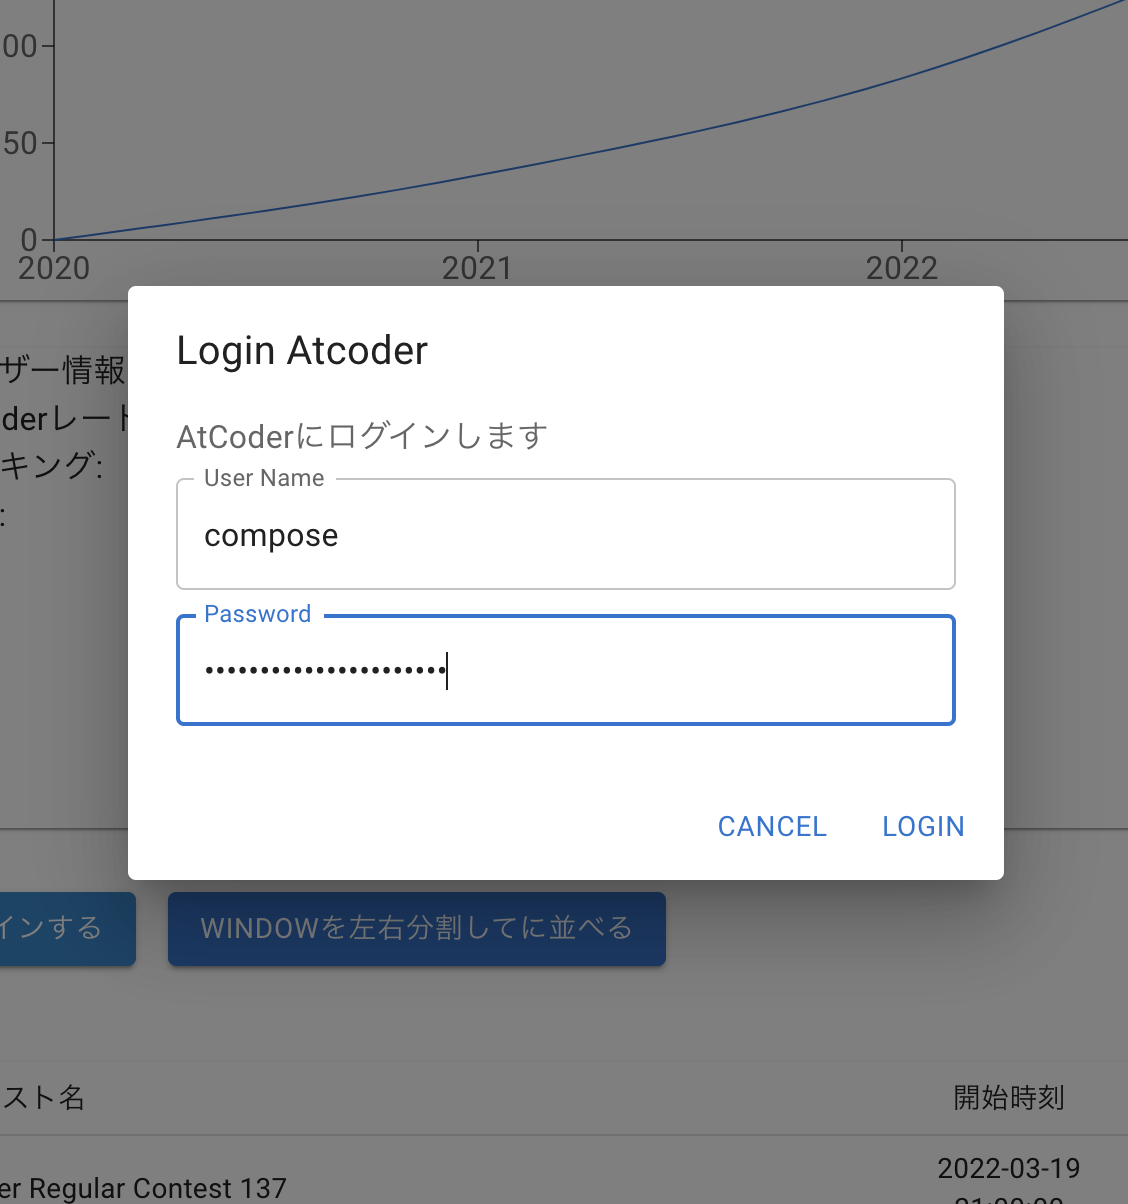 00
50
0
2020 2021 2022
Login Atcoder
ザー情報
derレート
AtCoderにログインします
キング:
User Name
:
compose
Password
•••••••••••••••••••••
CANCEL LOGIN
インする WINDOWを左右分割してに並べる
スト名 開始時刻
2022-03-19
er Regular Contest 137